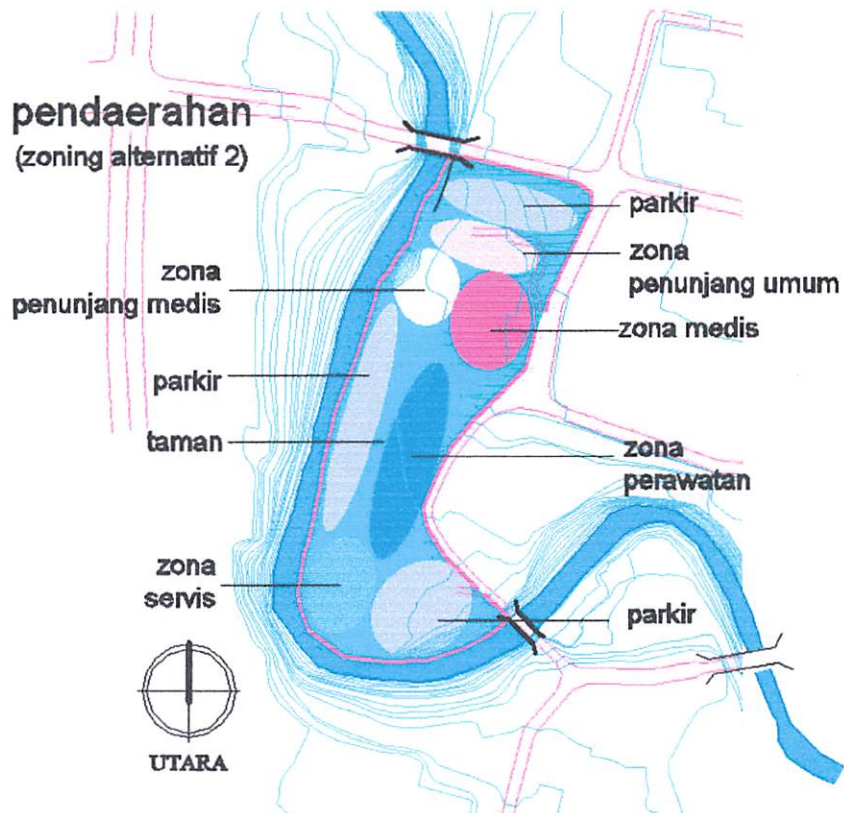 pendaerahan
(zoning alternatif 2)
parkir
zona
penunjang umum
zona
penunjang medis
zona medis
parkir
taman
zona
perawatan
zona
servis
parkir
UTARA